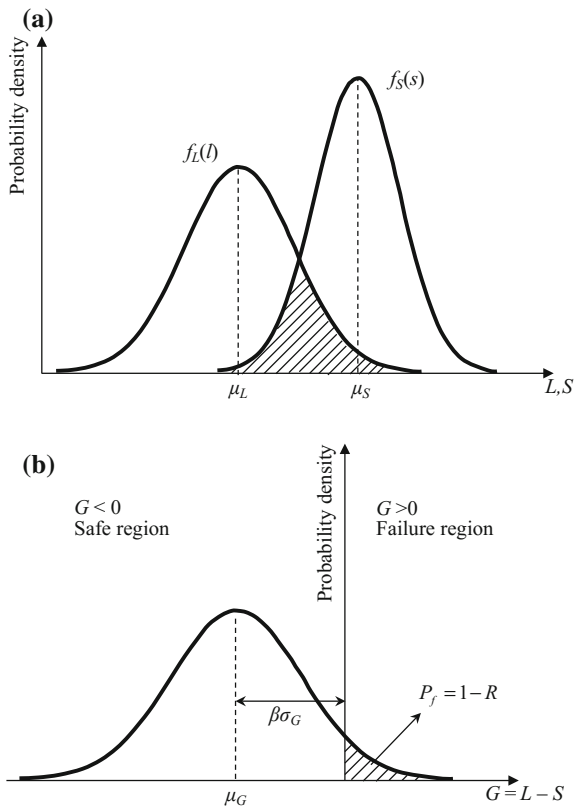 (a)
Probability density
f_L(l)
f_S(s)
μ_L
μ_S
L,S
(b)
G < 0
Safe region
Probability density
G >0
Failure region
βσ_G
P_f = 1−R
μ_G
G = L − S